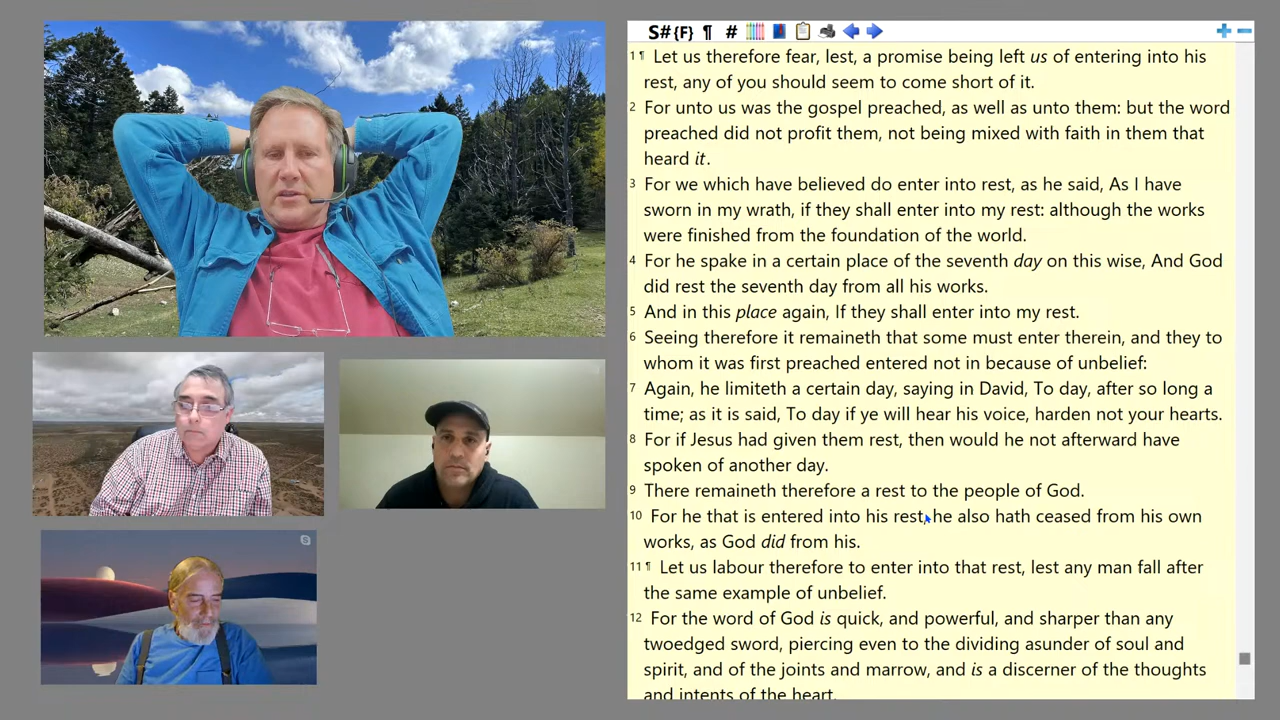 S#{F} ¶ #
1 ¶ Let us therefore fear, lest, a promise being left us of entering into his
rest, any of you should seem to come short of it.
2 For unto us was the gospel preached, as well as unto them: but the word
preached did not profit them, not being mixed with faith in them that
heard it.
3 For we which have believed do enter into rest, as he said, As I have
sworn in my wrath, if they shall enter into my rest: although the works
were finished from the foundation of the world.
4 For he spake in a certain place of the seventh day on this wise, And God
did rest the seventh day from all his works.
5 And in this place again, If they shall enter into my rest.
6 Seeing therefore it remaineth that some must enter therein, and they to
whom it was first preached entered not in because of unbelief:
7 Again, he limiteth a certain day, saying in David, To day, after so long a
time; as it is said, To day if ye will hear his voice, harden not your hearts.
8 For if Jesus had given them rest, then would he not afterward have
spoken of another day.
9 There remaineth therefore a rest to the people of God.
10 For he that is entered into his rest, he also hath ceased from his own
works, as God did from his.
11 ¶ Let us labour therefore to enter into that rest, lest any man fall after
the same example of unbelief.
12 For the word of God is quick, and powerful, and sharper than any
twoedged sword, piercing even to the dividing asunder of soul and
spirit, and of the joints and marrow, and is a discerner of the thoughts
and intents of the heart.